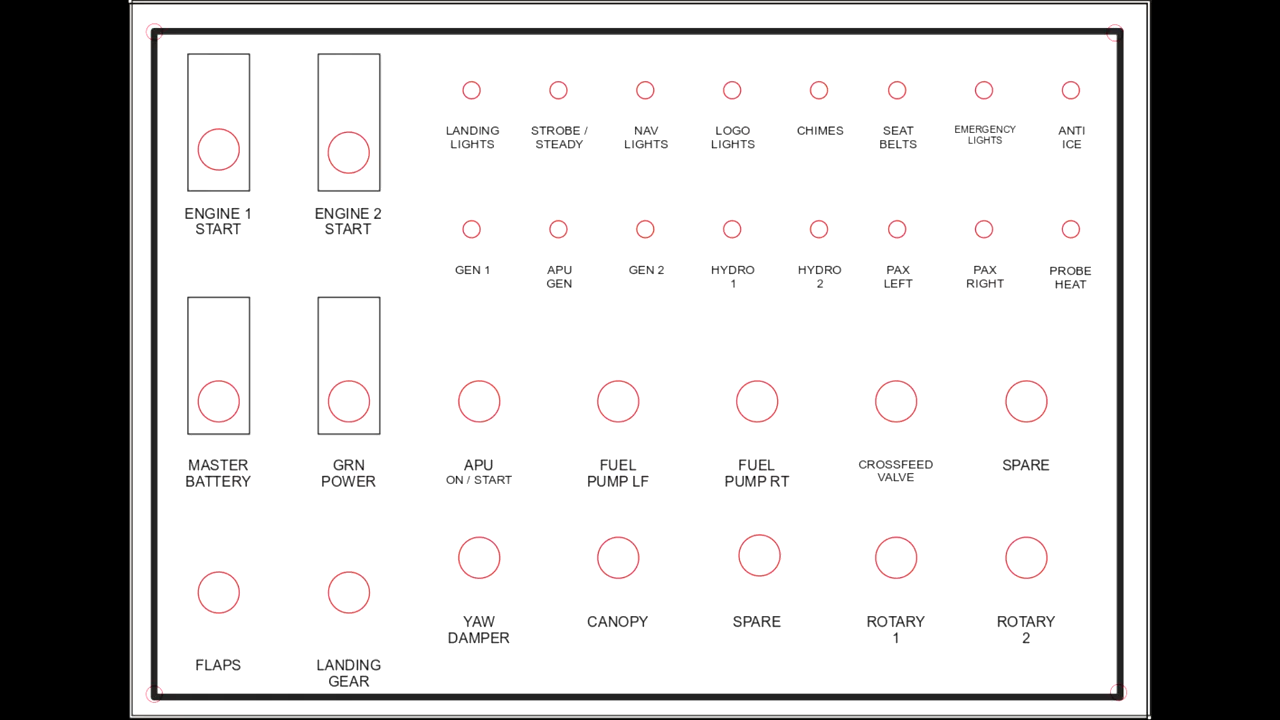 LANDING
LIGHTS
STROBE /
STEADY
NAV
LIGHTS
LOGO
LIGHTS
CHIMES
SEAT
BELTS
EMERGENCY
LIGHTS
ANTI
ICE
ENGINE 1
START
ENGINE 2
START
GEN 1
APU
GEN
GEN 2
HYDRO
1
HYDRO
2
PAX
LEFT
PAX
RIGHT
PROBE
HEAT
MASTER
BATTERY
GRN
POWER
APU
ON / START
FUEL
PUMP LF
FUEL
PUMP RT
CROSSFEED
VALVE
SPARE
YAW
DAMPER
CANOPY
SPARE
ROTARY
1
ROTARY
2
FLAPS
LANDING
GEAR